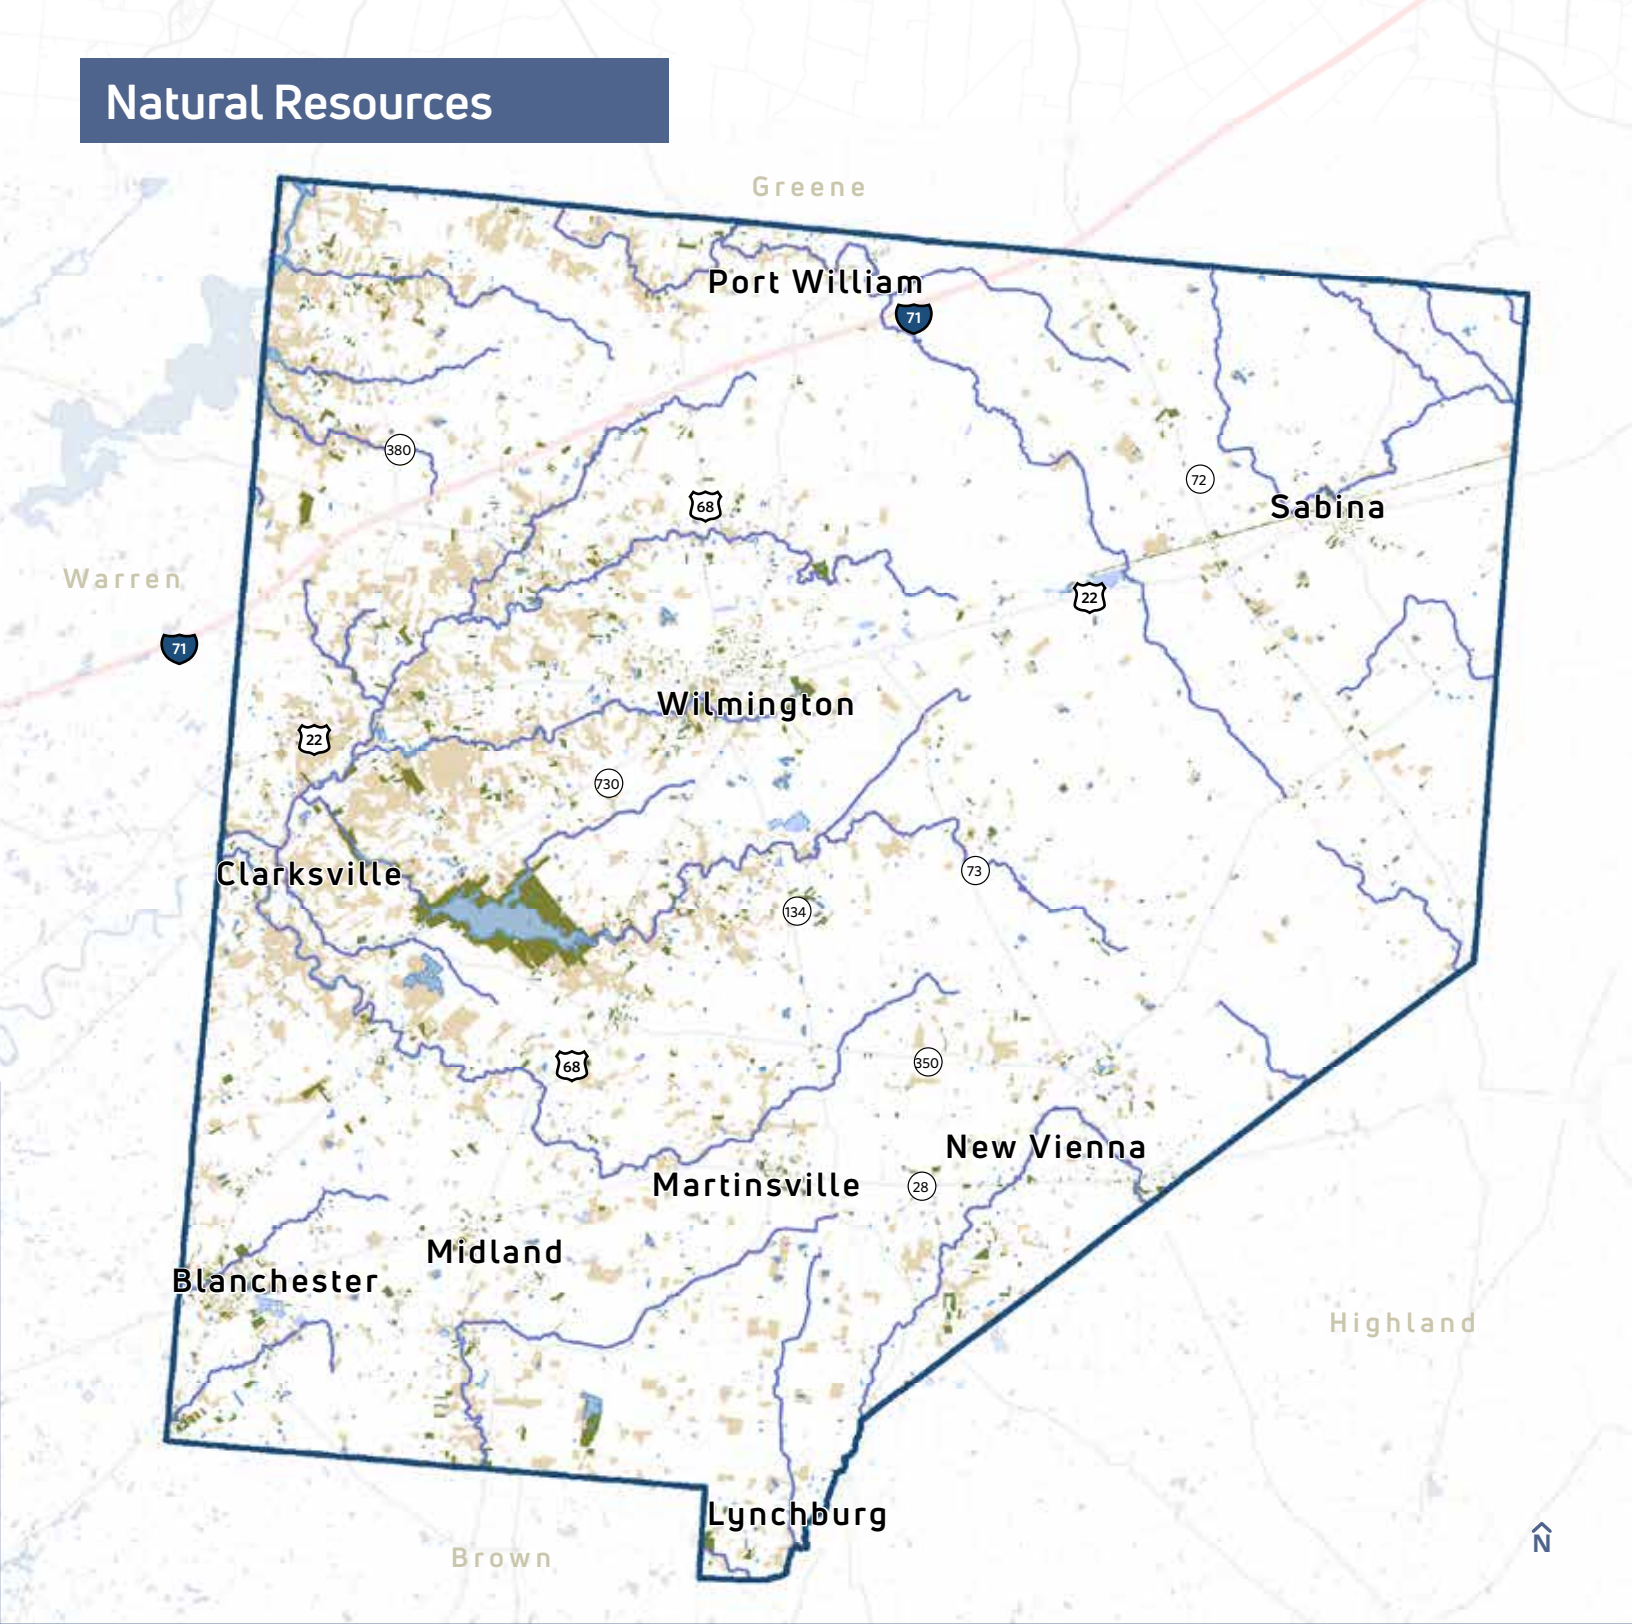 Natural Resources
Greene
Port William
71
380
72
68
Sabina
Warren
22
71
Wilmington
22
730
Clarksville
73
134
350
68
New Vienna
Martinsville
28
Midland
Blanchester
Highland
Lynchburg
N
Brown